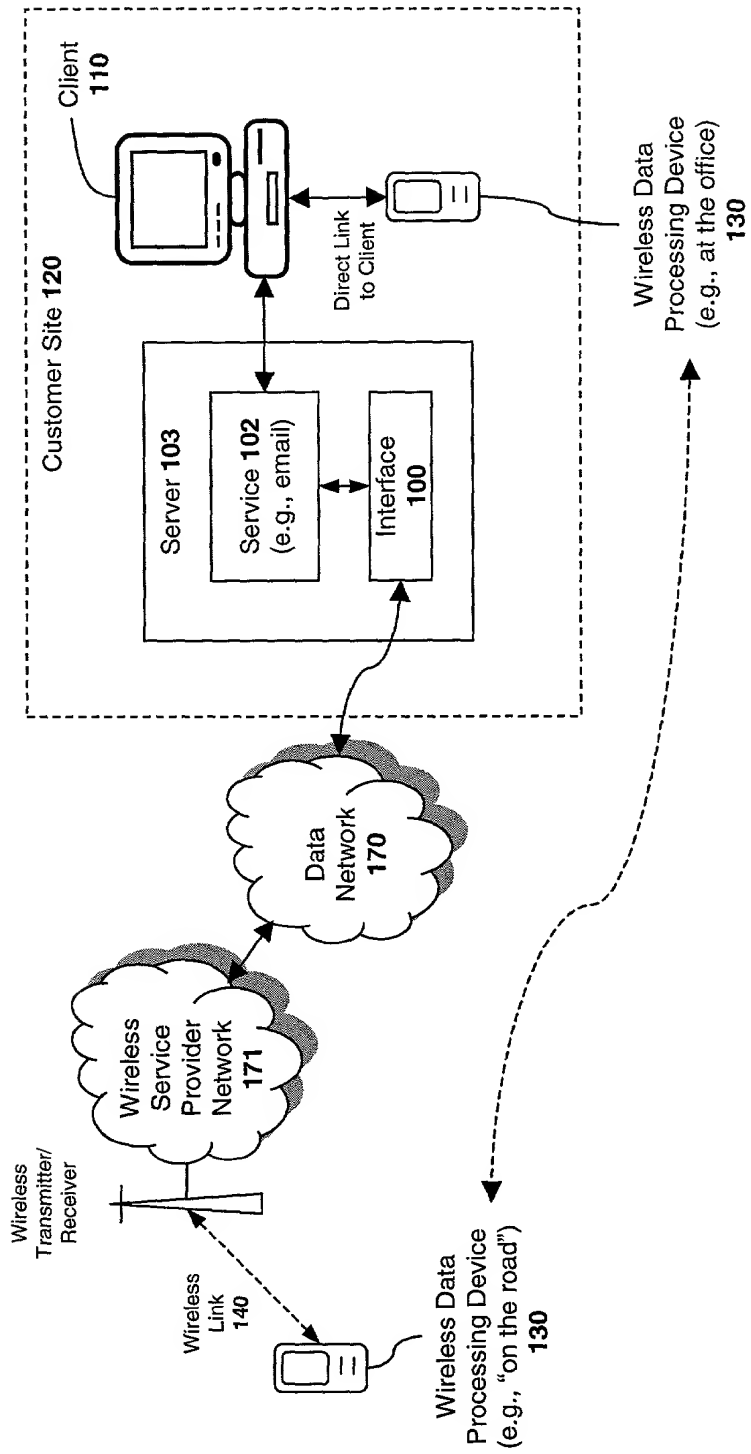 Wireless
Transmitter/
Receiver
Wireless
Link
140
Wireless Data
Processing Device
(e.g., "on the road")
130
Wireless
Service
Provider
Network
171
Data
Network
170
Customer Site 120
Server 103
Service 102
(e.g., email)
Interface
100
Client
110
Direct Link
to Client
Wireless Data
Processing Device
(e.g., at the office)
130